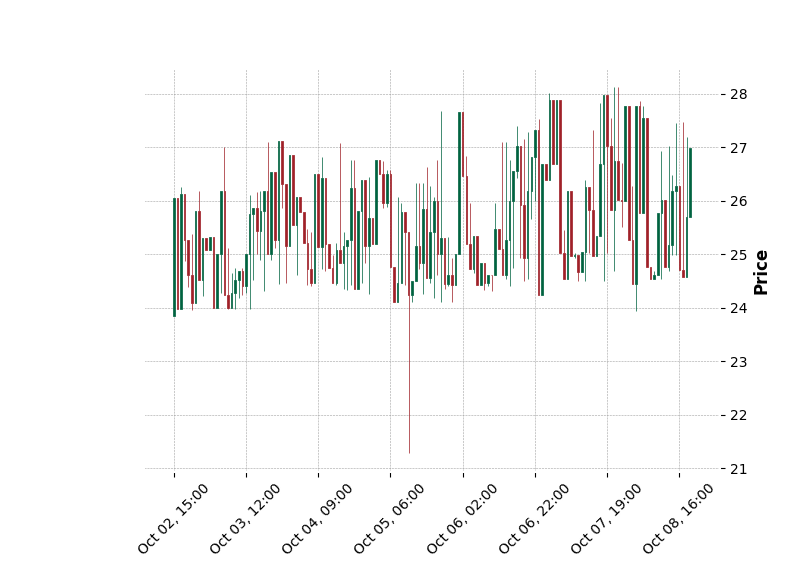 28
27
26
25
24
23
22
21
Price
Oct 02, 15:00
Oct 03, 12:00
Oct 04, 09:00
Oct 05, 06:00
Oct 06, 02:00
Oct 06, 22:00
Oct 07, 19:00
Oct 08, 16:00